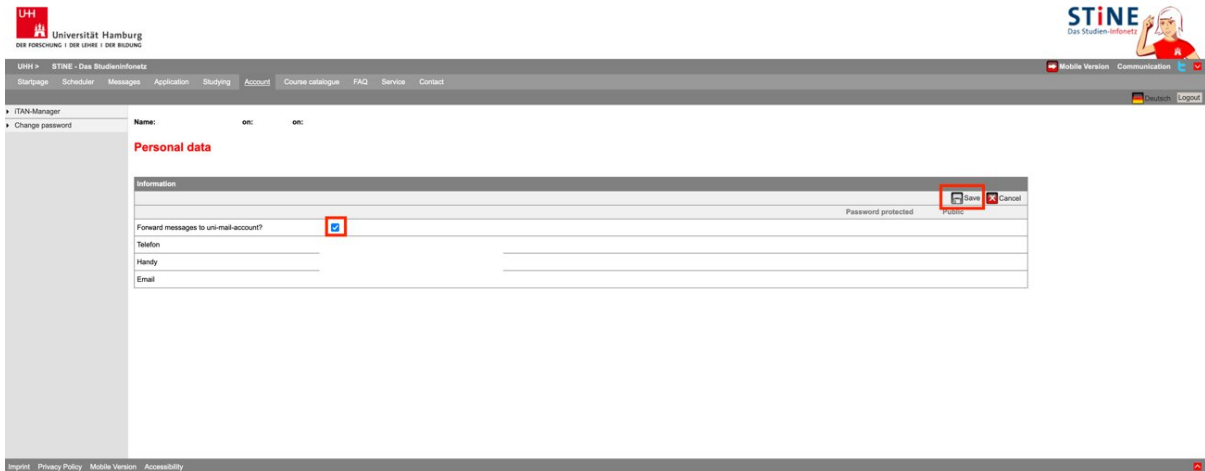 UHH
Universität Hamburg
DER FORSCHUNG | DER LEHRE | DER BILDUNG
STiNE
Das Studien-Infonetz
UHH > STiNE - Das Studieninfonetz
Mobile Version Communication
Startpage Scheduler Messages Application Studying Account Course catalogue FAQ Service Contact
Deutsch Logout
iTAN-Manager
Change password
Name: on: on:
Personal data
Information
Save Cancel
Password protected Public
Forward messages to uni-mail-account?
Telefon
Handy
Email
Imprint Privacy Policy Mobile Version Accessibility